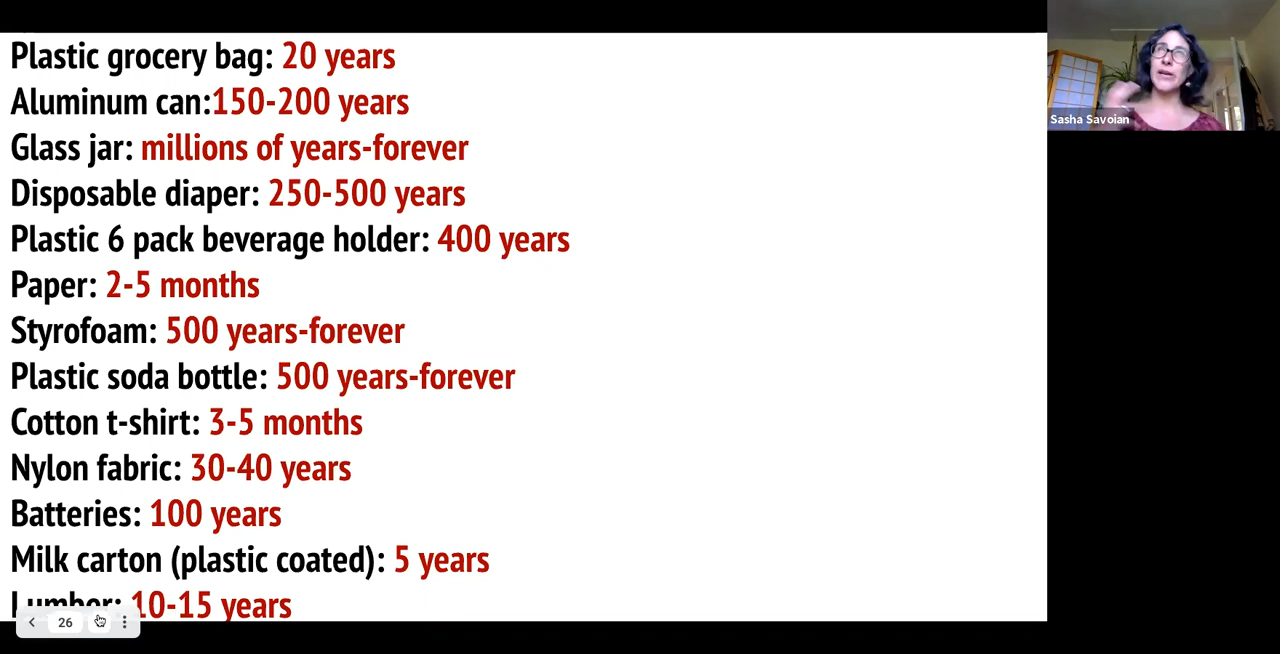 Plastic grocery bag: 20 years
Aluminum can:150-200 years
Glass jar: millions of years-forever
Disposable diaper: 250-500 years
Plastic 6 pack beverage holder: 400 years
Paper: 2-5 months
Styrofoam: 500 years-forever
Plastic soda bottle: 500 years-forever
Cotton t-shirt: 3-5 months
Nylon fabric: 30-40 years
Batteries: 100 years
Milk carton (plastic coated): 5 years
Lumber: 10-15 years
26
Sasha Savoian